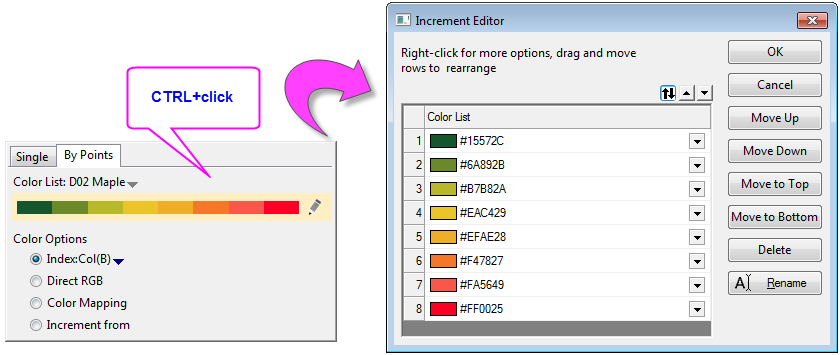 CTRL+click
Single
By Points
Color List: D02 Maple
Color Options
Index:Col(B)
Direct RGB
Color Mapping
Increment from
Increment Editor
Right-click for more options, drag and move
rows to rearrange
Color List
1 #15572C
2 #6A892B
3 #B7B82A
4 #EAC429
5 #EFAE28
6 #F47827
7 #FA5649
8 #FF0025
OK
Cancel
Move Up
Move Down
Move to Top
Move to Bottom
Delete
Rename